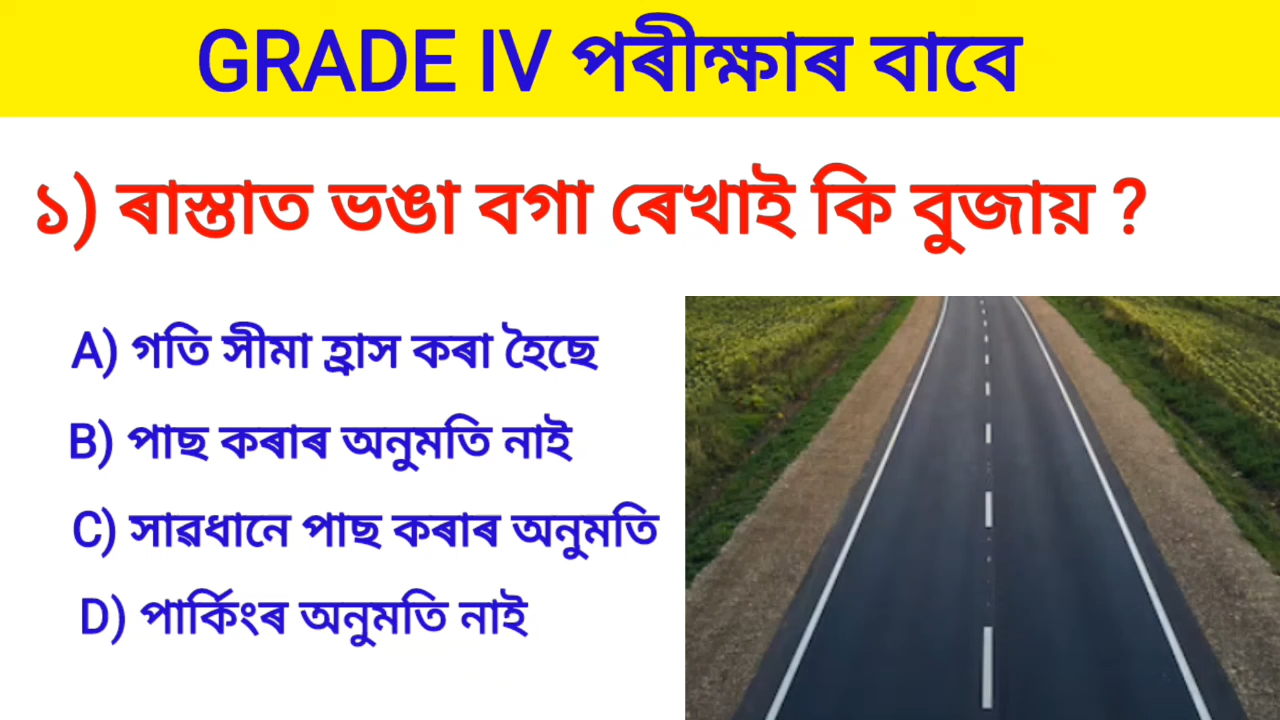 GRADE IV পৰীক্ষাৰ বাবে
১) ৰাস্তাত ভঙা বগা ৰেখাই কি বুজায় ?
A) গতি সীমা হ্ৰাস কৰা হৈছে
B) পাছ কৰাৰ অনুমতি নাই
C) সাৱধানে পাছ কৰাৰ অনুমতি
D) পাৰ্কিংৰ অনুমতি নাই